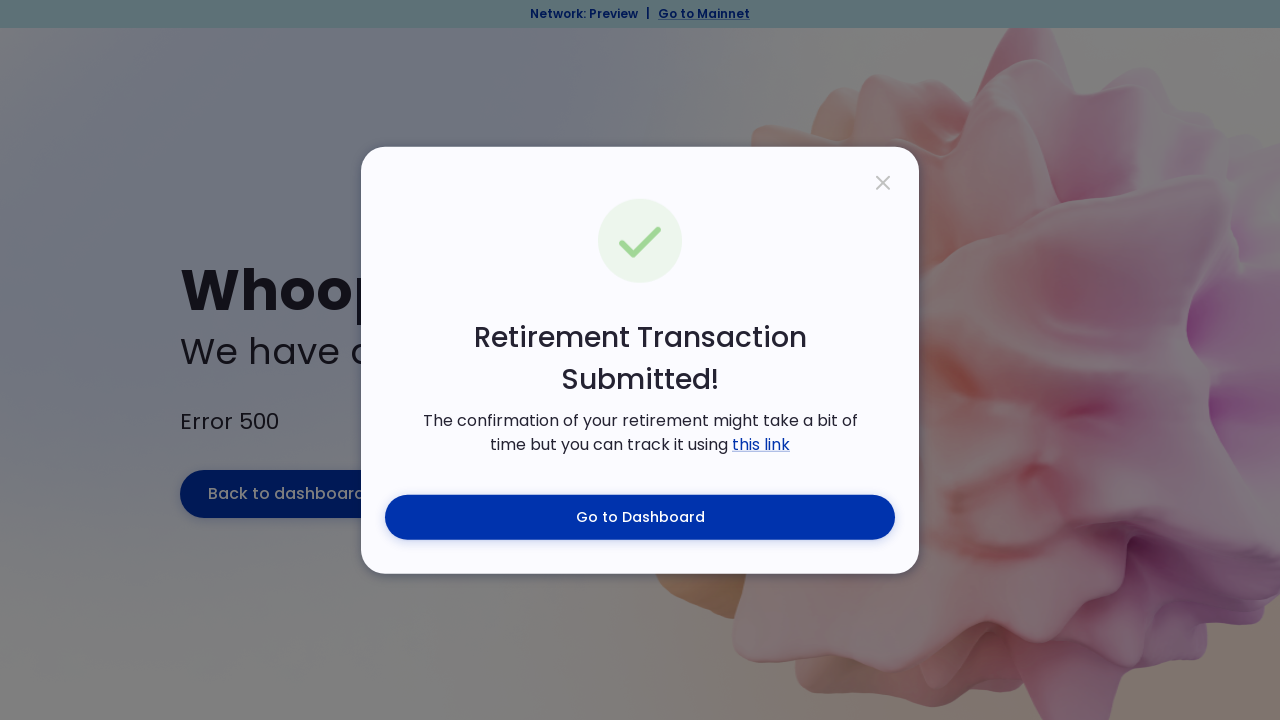 Network: Preview | Go to Mainnet
Retirement Transaction
Submitted!
The confirmation of your retirement might take a bit of
time but you can track it using this link
Go to Dashboard
Whoop
We have
Error 500
Back to dashboard